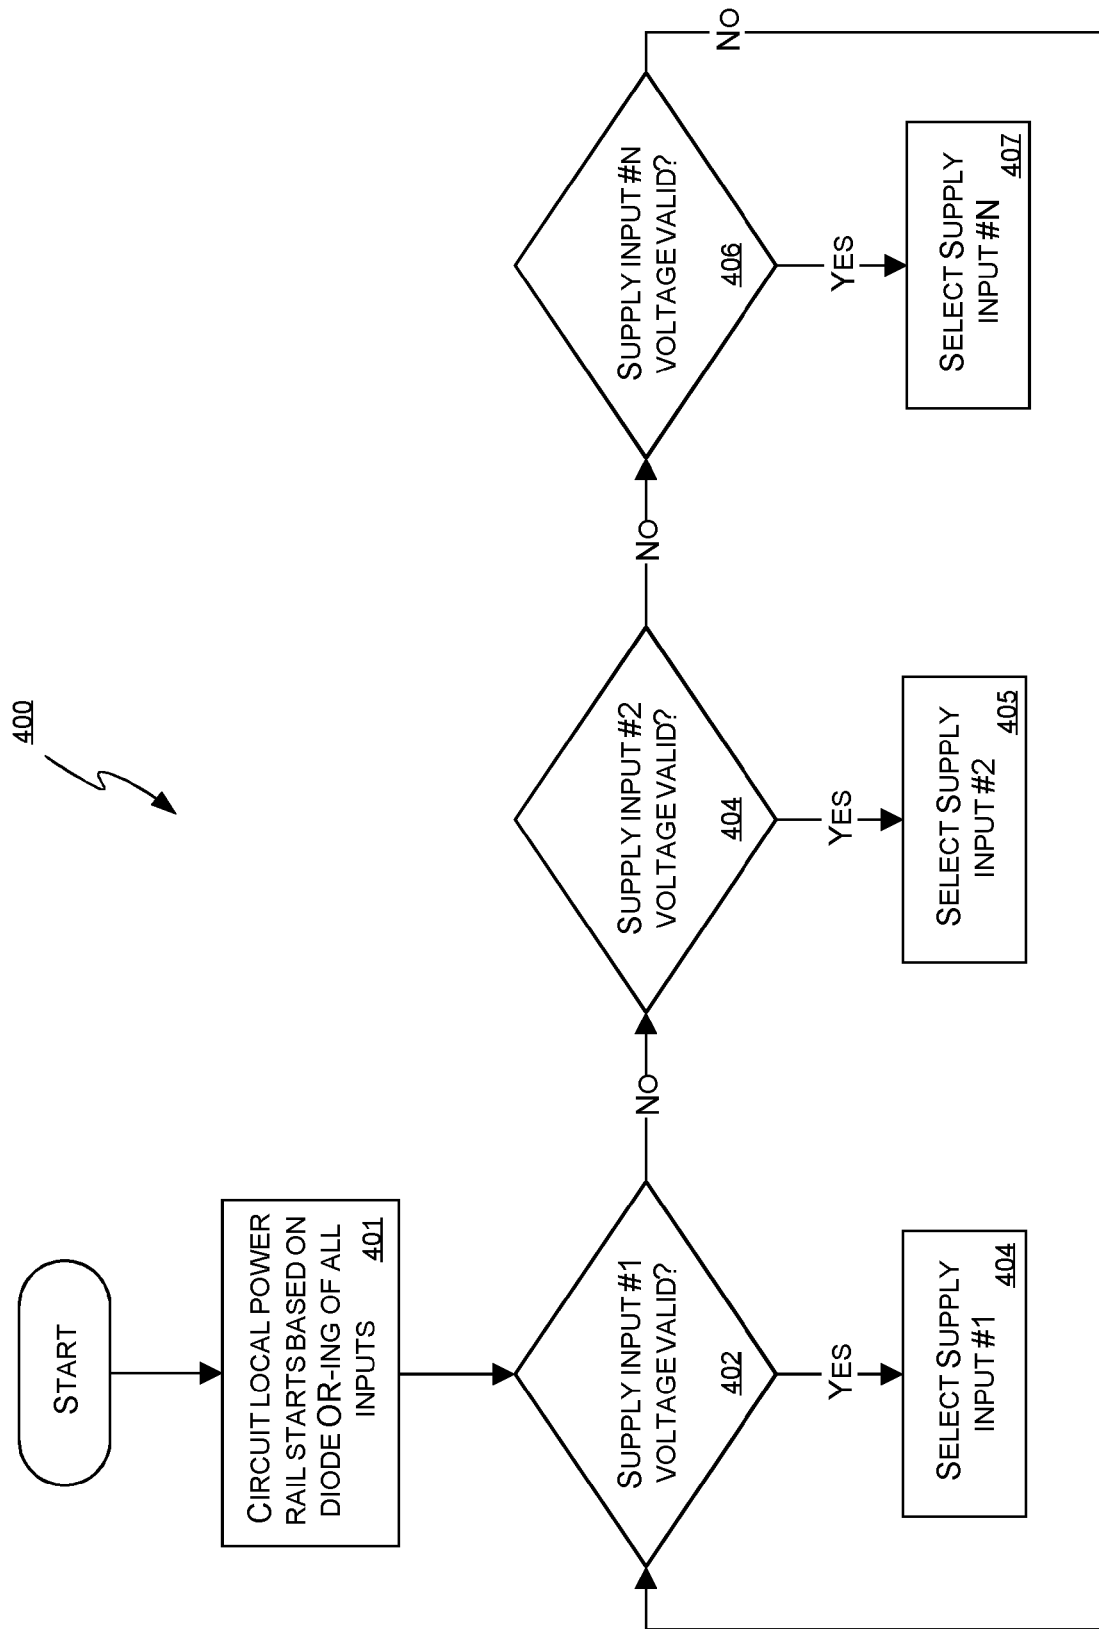 400
START
CIRCUIT LOCAL POWER
RAIL STARTS BASED ON
DIODE OR-ING OF ALL
INPUTS
401
SUPPLY INPUT #1
VOLTAGE VALID?
402
NO
SUPPLY INPUT #2
VOLTAGE VALID?
404
NO
SUPPLY INPUT #N
VOLTAGE VALID?
406
NO
YES
YES
YES
SELECT SUPPLY
INPUT #1
404
SELECT SUPPLY
INPUT #2
405
SELECT SUPPLY
INPUT #N
407